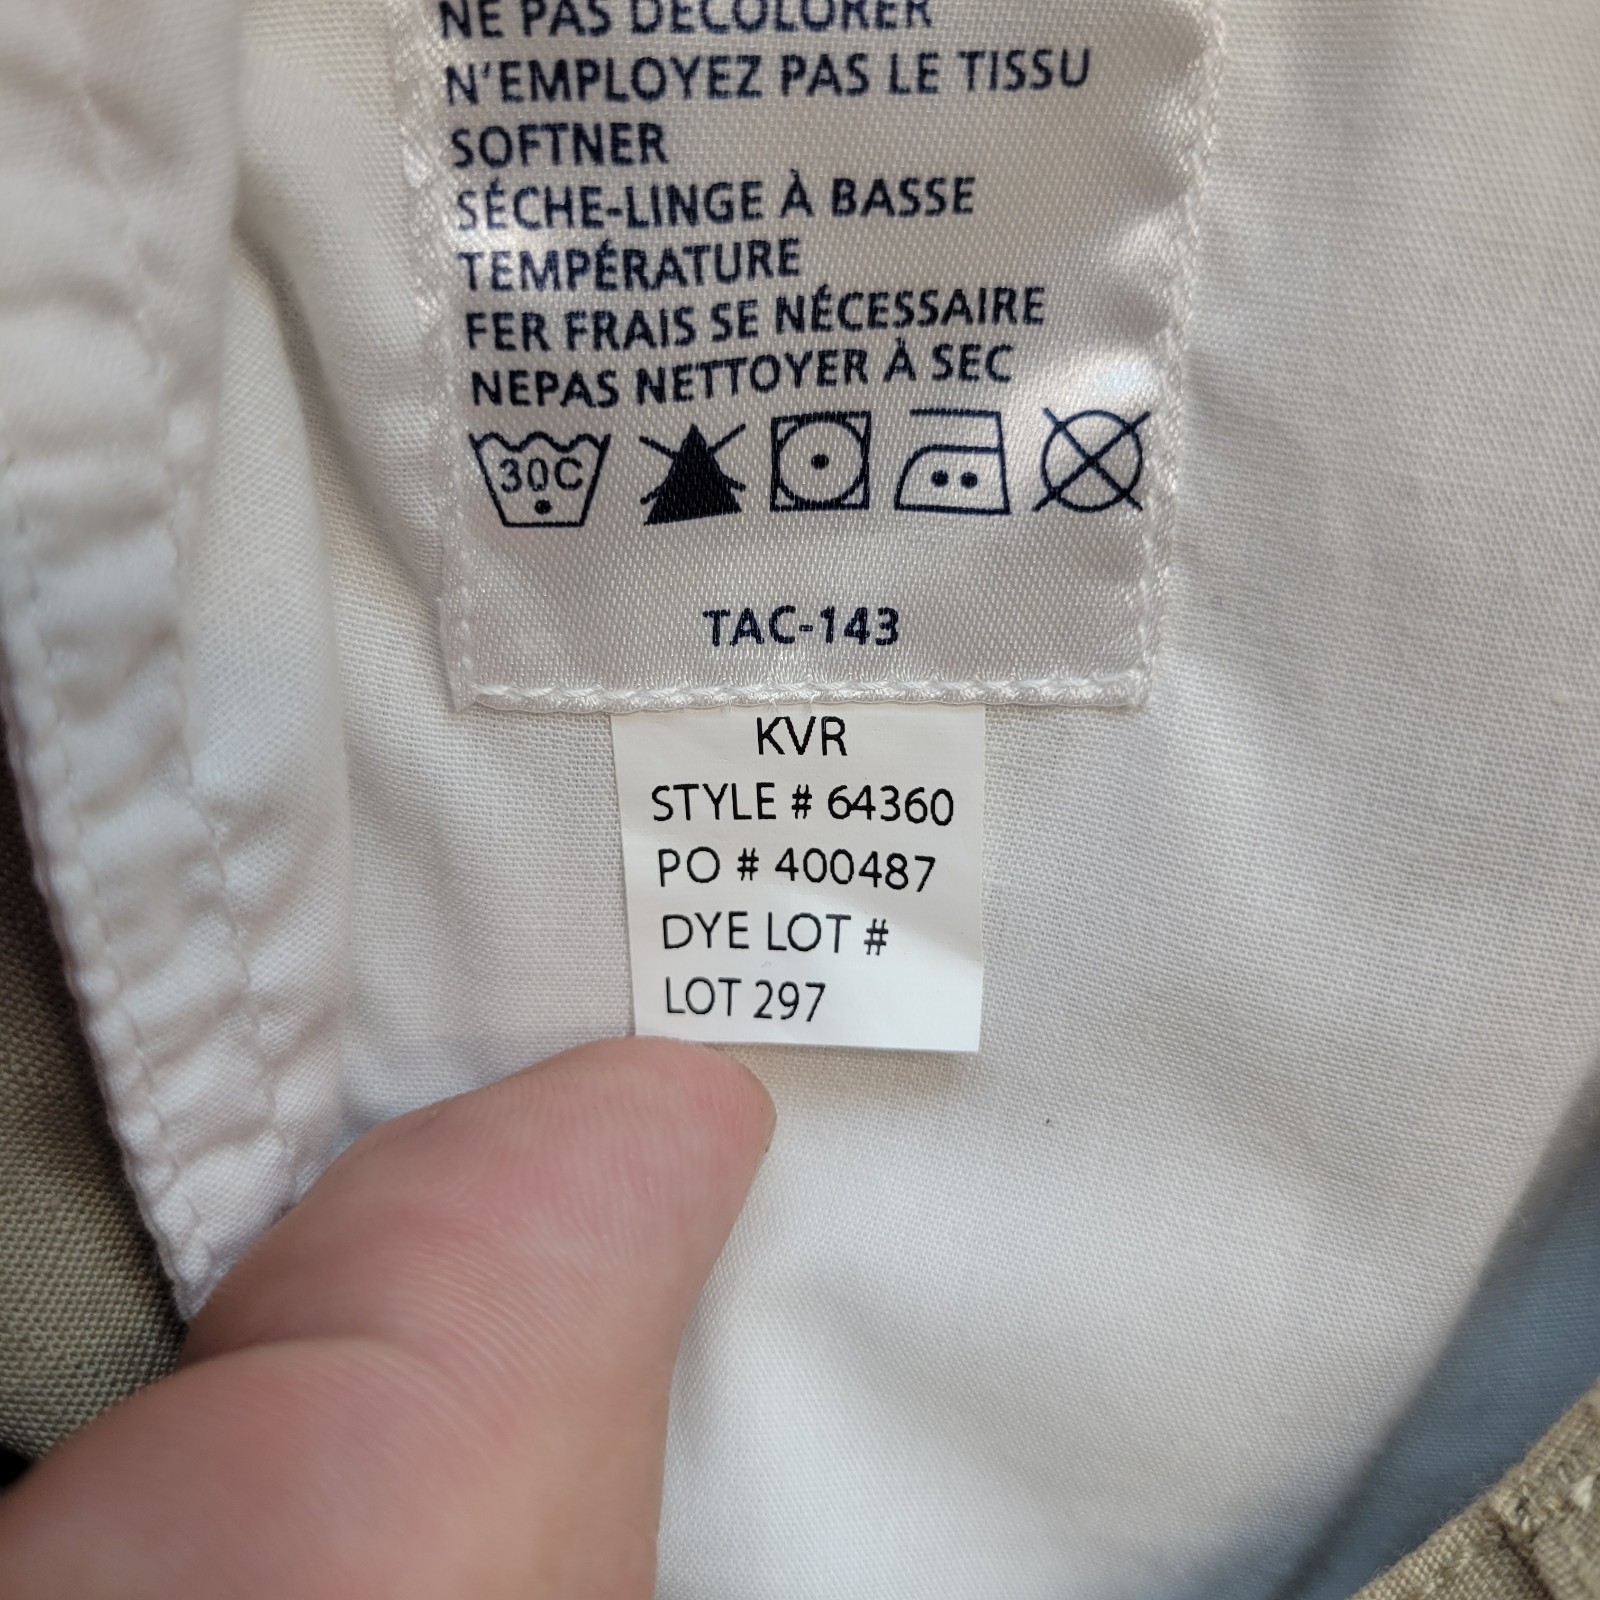 NE PAS DÉCOLORER
N'EMPLOYEZ PAS LE TISSU
SOFTNER
SÉCHE-LINGE À BASSE
TEMPÉRATURE
FER FRAIS SE NÉCESSAIRE
NEPAS NETTOYER À SEC
30C
TAC-143
KVR
STYLE # 64360
PO # 400487
DYE LOT #
LOT 297